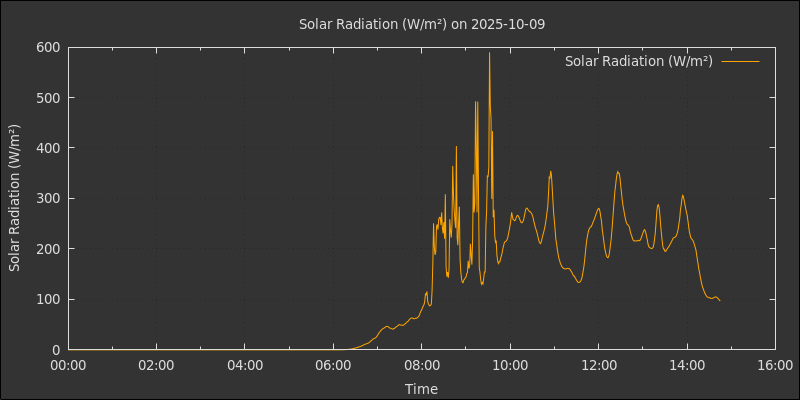 Solar Radiation (W/m²) on 2025-10-09
Solar Radiation (W/m²)
Solar Radiation (W/m²)
600
500
400
300
200
100
0
00:00 02:00 04:00 06:00 08:00 10:00 12:00 14:00 16:00
Time